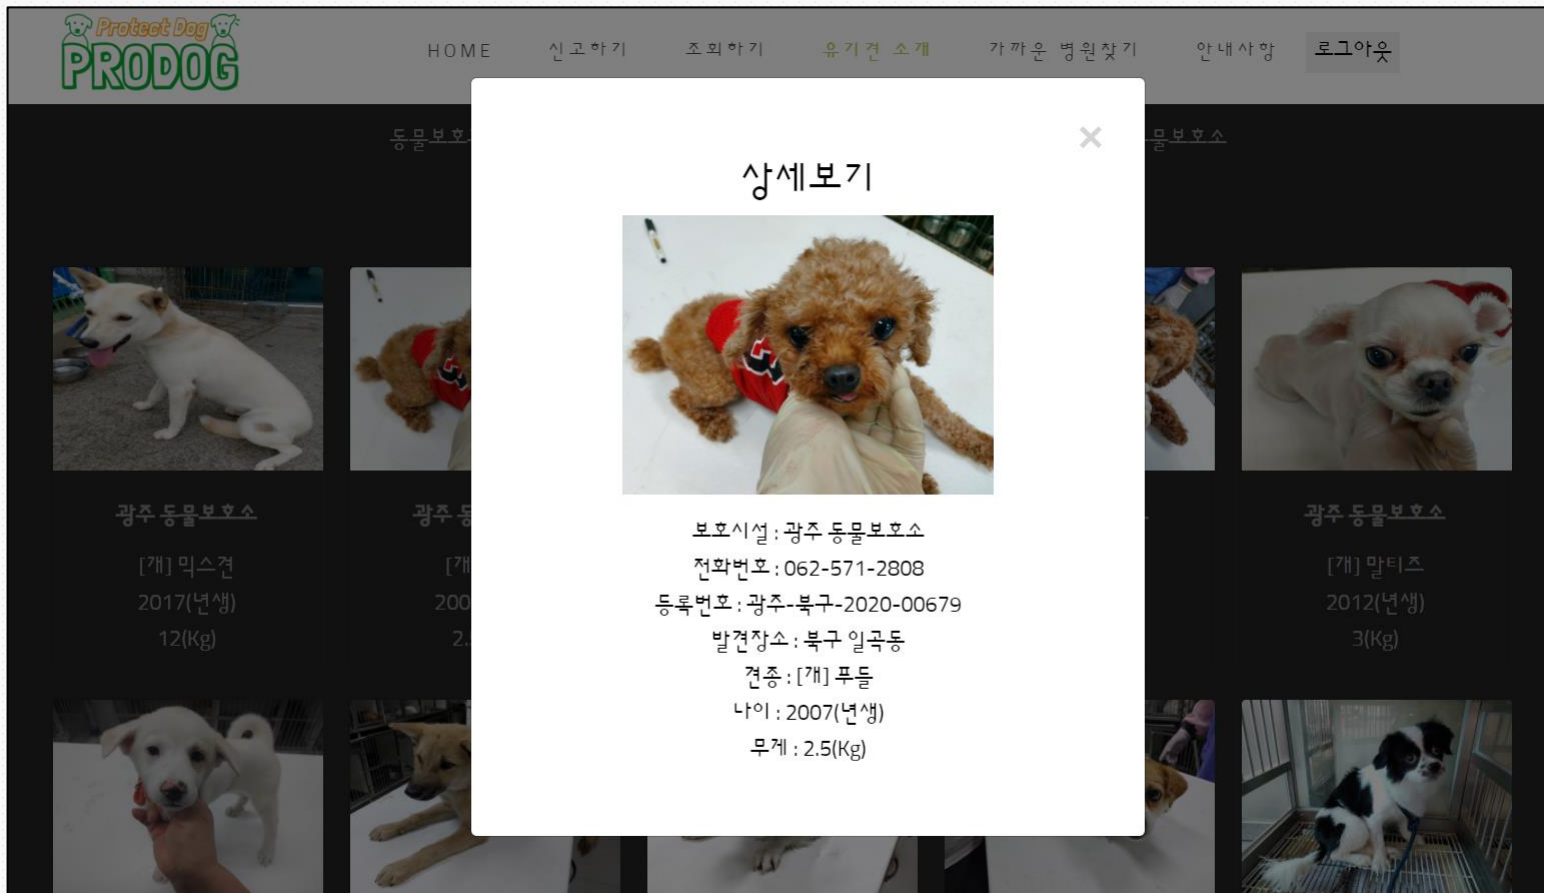 Protect Dog
PRODOG
HOME 신고하기 조회하기 유기견 소개 가까운 병원찾기 안내사항 로그아웃
×
상세보기
보호시설 : 광주 동물보호소
전화번호 : 062-571-2808
등록번호 : 광주-북구-2020-00679
발견장소 : 북구 일곡동
견종 : [개] 푸들
나이 : 2007(년생)
무게 : 2.5(Kg)
광주 동물보호소
[개] 믹스견
2017(년생)
12(Kg)
광주 동물보호소
[개] 말티즈
2012(년생)
3(Kg)